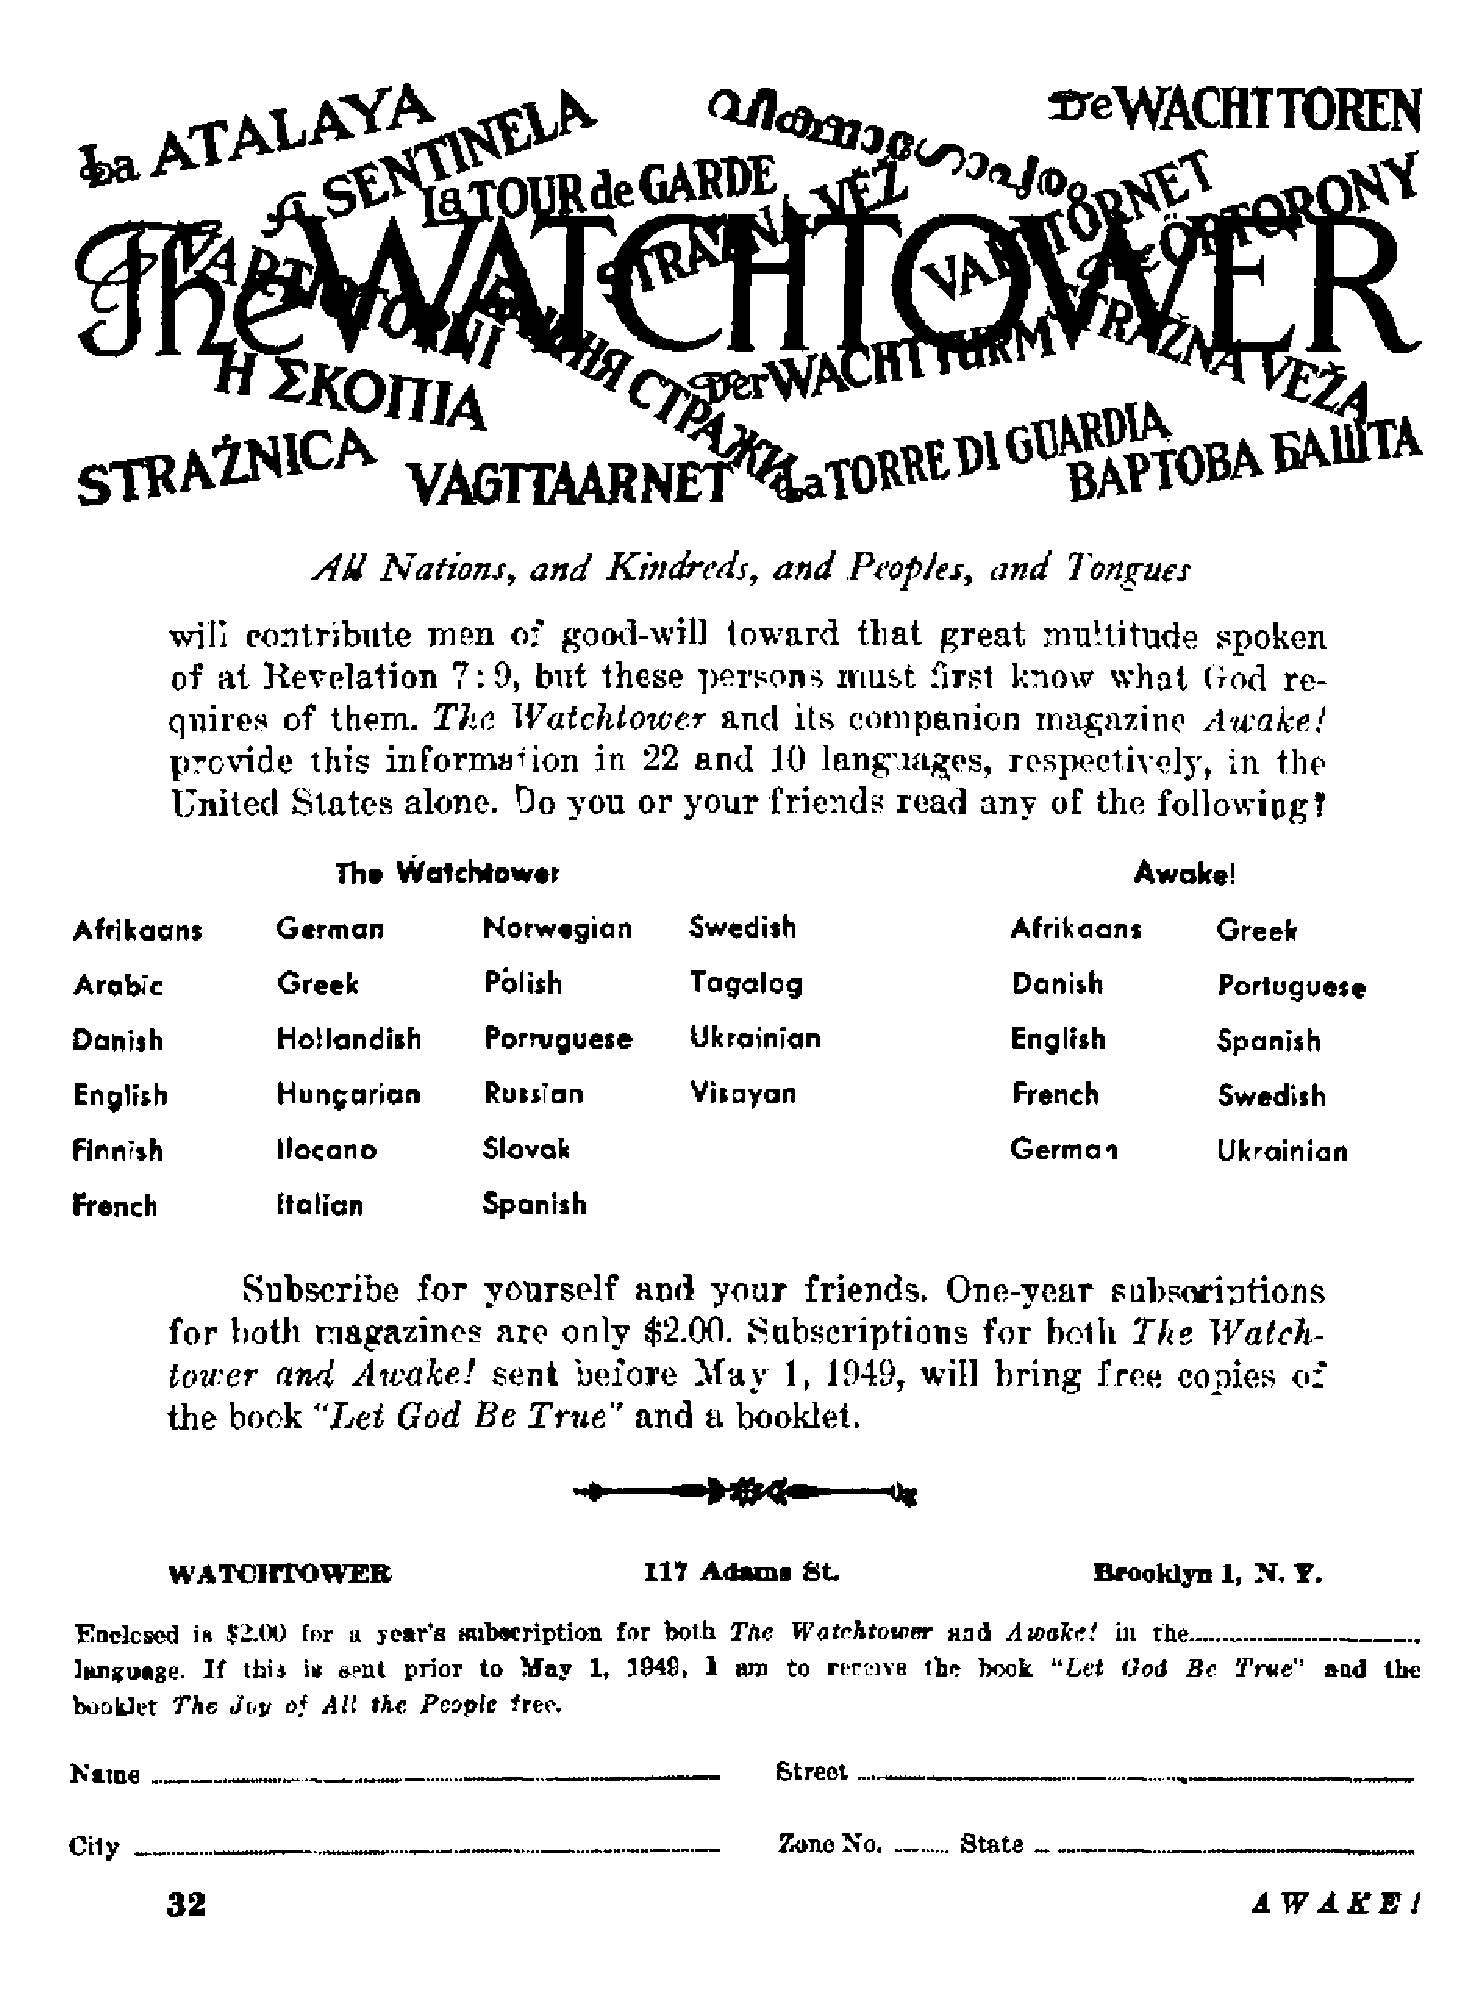 La ATALAYA
A SENTINELA
La TOUR de GARDE
De WACHTTOREN
STRAŽNA VĚŽ
VAKTTORNET
Az ŐRTORONY
The WATCHTOWER
VARTIOTORNI
Η ΣΚΟΠΙΑ
БАШНЯ СТРАЖИ
Der WACHTTURM
STRAŽNA VEŽA
STRAŻNICA
VAGTTAARNET
La TORRE DI GUARDIA
ВАРТОВА БАШТА
All Nations, and Kindreds, and Peoples, and Tongues
will contribute men of good-will toward that great multitude spoken
of at Revelation 7:9, but these persons must first know what God re-
quires of them. The Watchtower and its companion magazine Awake!
provide this information in 22 and 10 languages, respectively, in the
United States alone. Do you or your friends read any of the following?
The Watchtower Awake!
Afrikaans German Norwegian Swedish Afrikaans Greek
Arabic Greek Polish Tagalog Danish Portuguese
Danish Hollandish Portuguese Ukrainian English Spanish
English Hungarian Russian Visayan French Swedish
Finnish Ilocano Slovak German Ukrainian
French Italian Spanish
Subscribe for yourself and your friends. One-year subscriptions
for both magazines are only $2.00. Subscriptions for both The Watch-
tower and Awake! sent before May 1, 1949, will bring free copies of
the book "Let God Be True" and a booklet.
WATCHTOWER 117 Adams St. Brooklyn 1, N. Y.
Enclosed is $2.00 for a year's subscription for both The Watchtower and Awake! in the
language. If this is sent prior to May 1, 1949, I am to receive the book "Let God Be True" and the
booklet The Joy of All the People free.
Name Street
City Zone No. State
32 AWAKE!